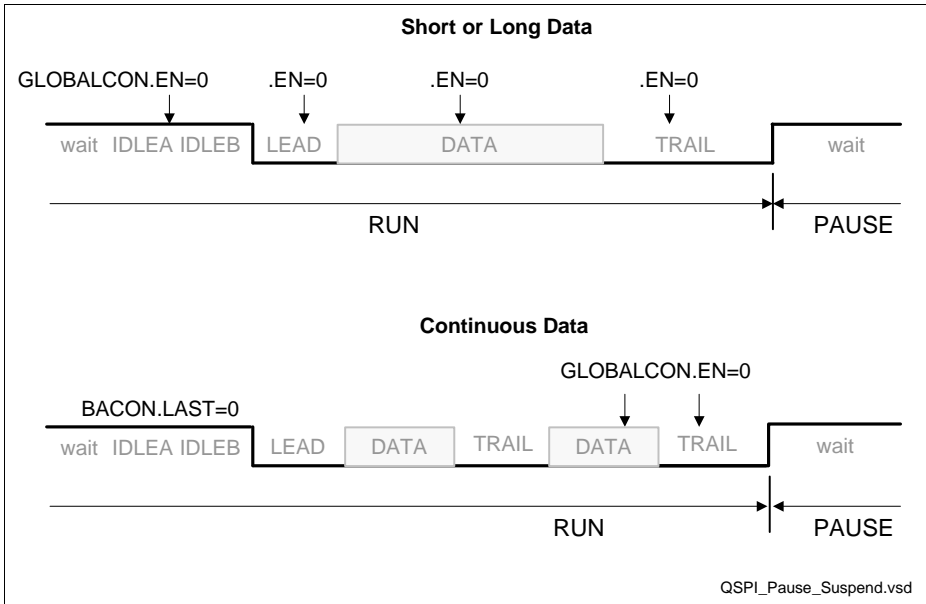 Short or Long Data
GLOBALCON.EN=0 .EN=0 .EN=0 .EN=0
wait IDLEA IDLEB LEAD DATA TRAIL wait
RUN PAUSE
Continuous Data
GLOBALCON.EN=0
BACON.LAST=0
wait IDLEA IDLEB LEAD DATA TRAIL DATA TRAIL wait
RUN PAUSE
QSPI_Pause_Suspend.vsd